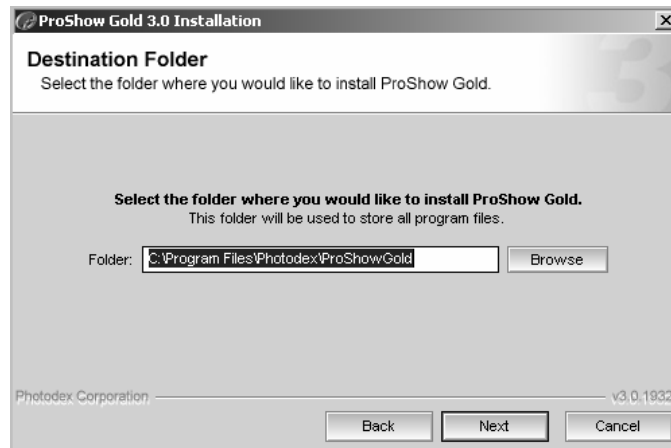 ProShow Gold 3.0 Installation
Destination Folder
Select the folder where you would like to install ProShow Gold.
Select the folder where you would like to install ProShow Gold.
This folder will be used to store all program files.
Folder: C:\Program Files\Photodex\ProShowGold Browse
Photodex Corporation v3.0.1932
Back Next Cancel